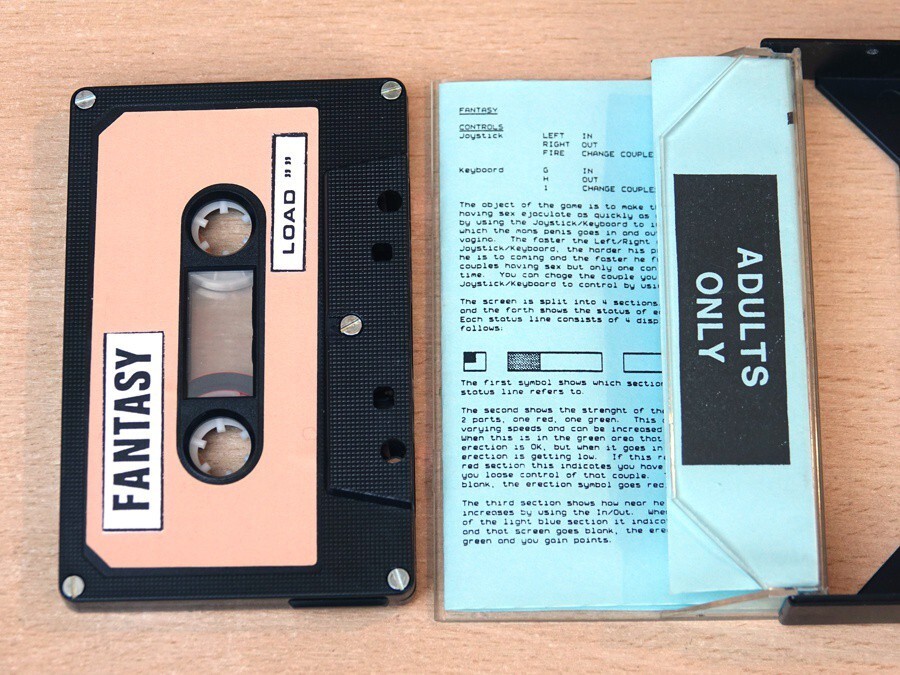 FANTASY
LOAD ""
FANTASY
CONTROLS
Joystick LEFT IN
RIGHT OUT
FIRE CHANGE COUPLE
Keyboard G IN
H OUT
1 CHANGE COUPLE
The object of the game is to make
having sex ejaculate as quickly as
by using the Joystick/Keyboard to
which the mans penis goes in and
vagina. The faster the Left/Right
Joystick/Keyboard, the harder his
he is to coming and the faster he
couples having sex but only one can
time. You can chage the couple you
Joystick/Keyboard to control by
The screen is split into 4 sections
and the forth shows the status of
Each status line consists of 4
follows:
The first symbol shows which
status line refers to.
The second shows the strenght of the
2 parts, one red, one green. This
varying speeds and can be increased
When this is in the green area that
erection is OK, but when it goes in
erection is getting low. If this
red section this indicates you have
you loose control of that couple.
blank, the erection symbol goes red
The third section shows how near he
increases by using the In/Out.
of the light blue section it
and that screen goes blank, the
green and you gain points.
ADULTS
ONLY